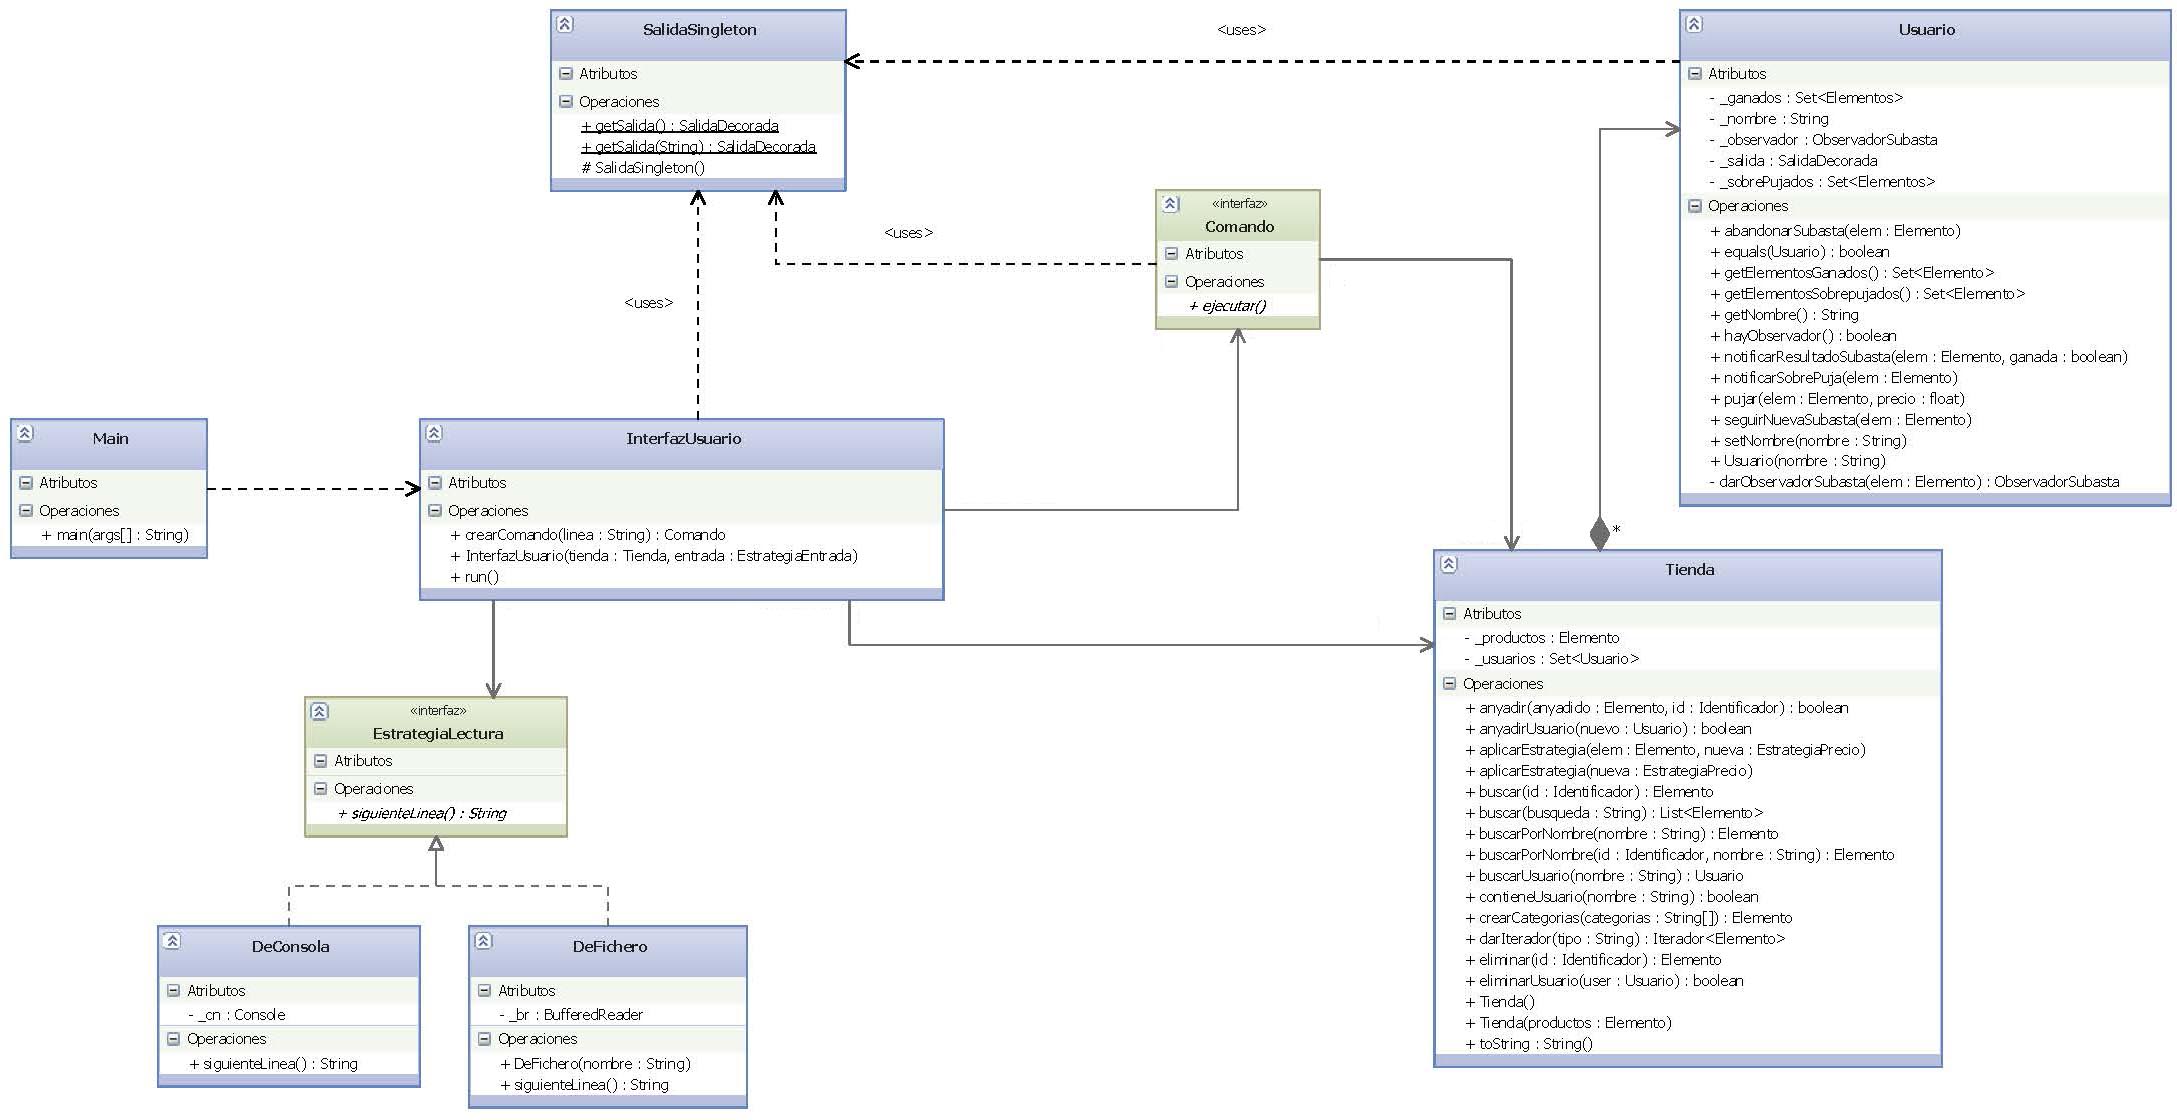 SalidaSingleton
Atributos
Operaciones
+ getSalida() : SalidaDecorada
+ getSalida(String) : SalidaDecorada
# SalidaSingleton()
<uses>
Usuario
Atributos
- _ganados : Set<Elementos>
- _nombre : String
- _observador : ObservadorSubasta
- _salida : SalidaDecorada
- _sobrePujados : Set<Elementos>
Operaciones
+ abandonarSubasta(elem : Elemento)
+ equals(Usuario) : boolean
+ getElementosGanados() : Set<Elemento>
+ getElementosSobrepujados() : Set<Elemento>
+ getNombre() : String
+ hayObservador() : boolean
+ notificarResultadoSubasta(elem : Elemento, ganada : boolean)
+ notificarSobrePuja(elem : Elemento)
+ pujar(elem : Elemento, precio : float)
+ seguirNuevaSubasta(elem : Elemento)
+ setNombre(nombre : String)
+ Usuario(nombre : String)
- darObservadorSubasta(elem : Elemento) : ObservadorSubasta
<uses>
«interfaz»
Comando
Atributos
Operaciones
+ ejecutar()
<uses>
Main
Atributos
Operaciones
+ main(args[] : String)
InterfazUsuario
Atributos
Operaciones
+ crearComando(linea : String) : Comando
+ InterfazUsuario(tienda : Tienda, entrada : EstrategiaEntrada)
+ run()
*
Tienda
Atributos
- _productos : Elemento
- _usuarios : Set<Usuario>
Operaciones
+ anyadir(anyadido : Elemento, id : Identificador) : boolean
+ anyadirUsuario(nuevo : Usuario) : boolean
+ aplicarEstrategia(elem : Elemento, nueva : EstrategiaPrecio)
+ aplicarEstrategia(nueva : EstrategiaPrecio)
+ buscar(id : Identificador) : Elemento
+ buscar(busqueda : String) : List<Elemento>
+ buscarPorNombre(nombre : String) : Elemento
+ buscarPorNombre(id : Identificador, nombre : String) : Elemento
+ buscarUsuario(nombre : String) : Usuario
+ contieneUsuario(nombre : String) : boolean
+ crearCategorias(categorias : String[]) : Elemento
+ darIterador(tipo : String) : Iterador<Elemento>
+ eliminar(id : Identificador) : Elemento
+ eliminarUsuario(user : Usuario) : boolean
+ Tienda()
+ Tienda(productos : Elemento)
+ toString : String()
«interfaz»
EstrategiaLectura
Atributos
Operaciones
+ siguienteLinea() : String
DeConsola
Atributos
- _cn : Console
Operaciones
+ siguienteLinea() : String
DeFichero
Atributos
- _br : BufferedReader
Operaciones
+ DeFichero(nombre : String)
+ siguienteLinea() : String